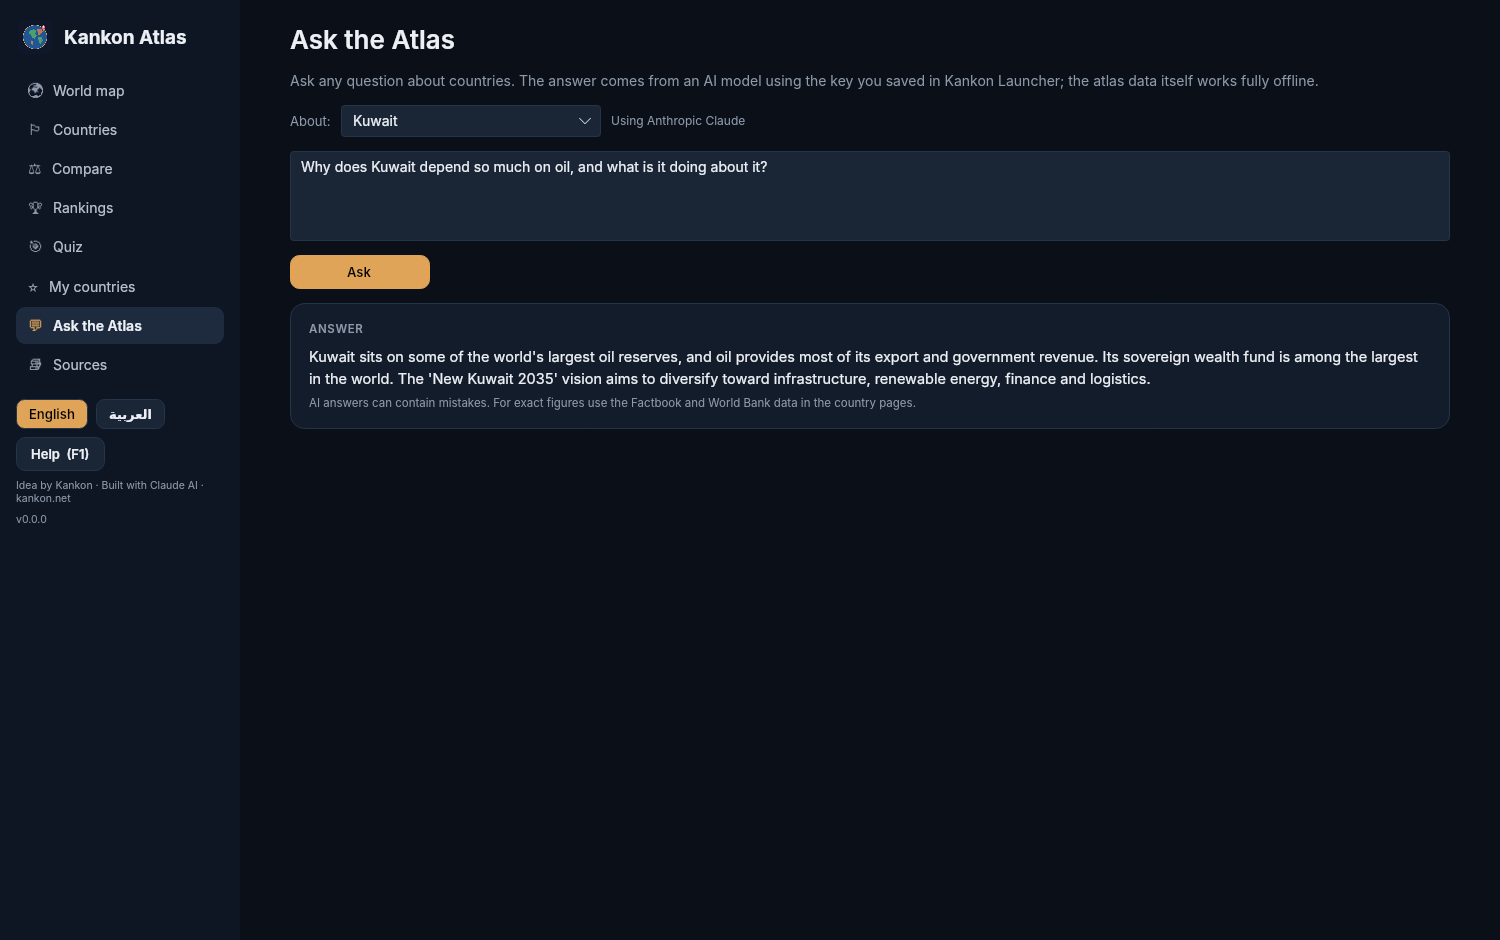 Kankon Atlas
World map
Countries
Compare
Rankings
Quiz
My countries
Ask the Atlas
Sources
English
العربية
Help (F1)
Idea by Kankon · Built with Claude AI ·
kankon.net
v0.0.0
Ask the Atlas
Ask any question about countries. The answer comes from an AI model using the key you saved in Kankon Launcher; the atlas data itself works fully offline.
About: Kuwait Using Anthropic Claude
Why does Kuwait depend so much on oil, and what is it doing about it?
Ask
ANSWER
Kuwait sits on some of the world's largest oil reserves, and oil provides most of its export and government revenue. Its sovereign wealth fund is among the largest
in the world. The 'New Kuwait 2035' vision aims to diversify toward infrastructure, renewable energy, finance and logistics.
AI answers can contain mistakes. For exact figures use the Factbook and World Bank data in the country pages.